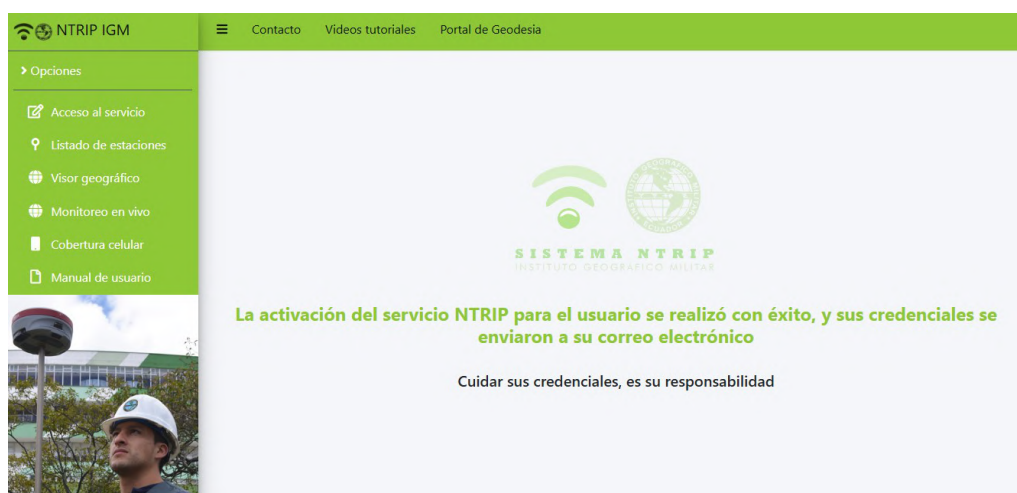 NTRIP IGM
Contacto
Videos tutoriales
Portal de Geodesia
Opciones
Acceso al servicio
Listado de estaciones
Visor geográfico
Monitoreo en vivo
Cobertura celular
Manual de usuario
SISTEMA NTRIP
INSTITUTO GEOGRAFICO MILITAR
La activación del servicio NTRIP para el usuario se realizó con éxito, y sus credenciales se
enviaron a su correo electrónico
Cuidar sus credenciales, es su responsabilidad